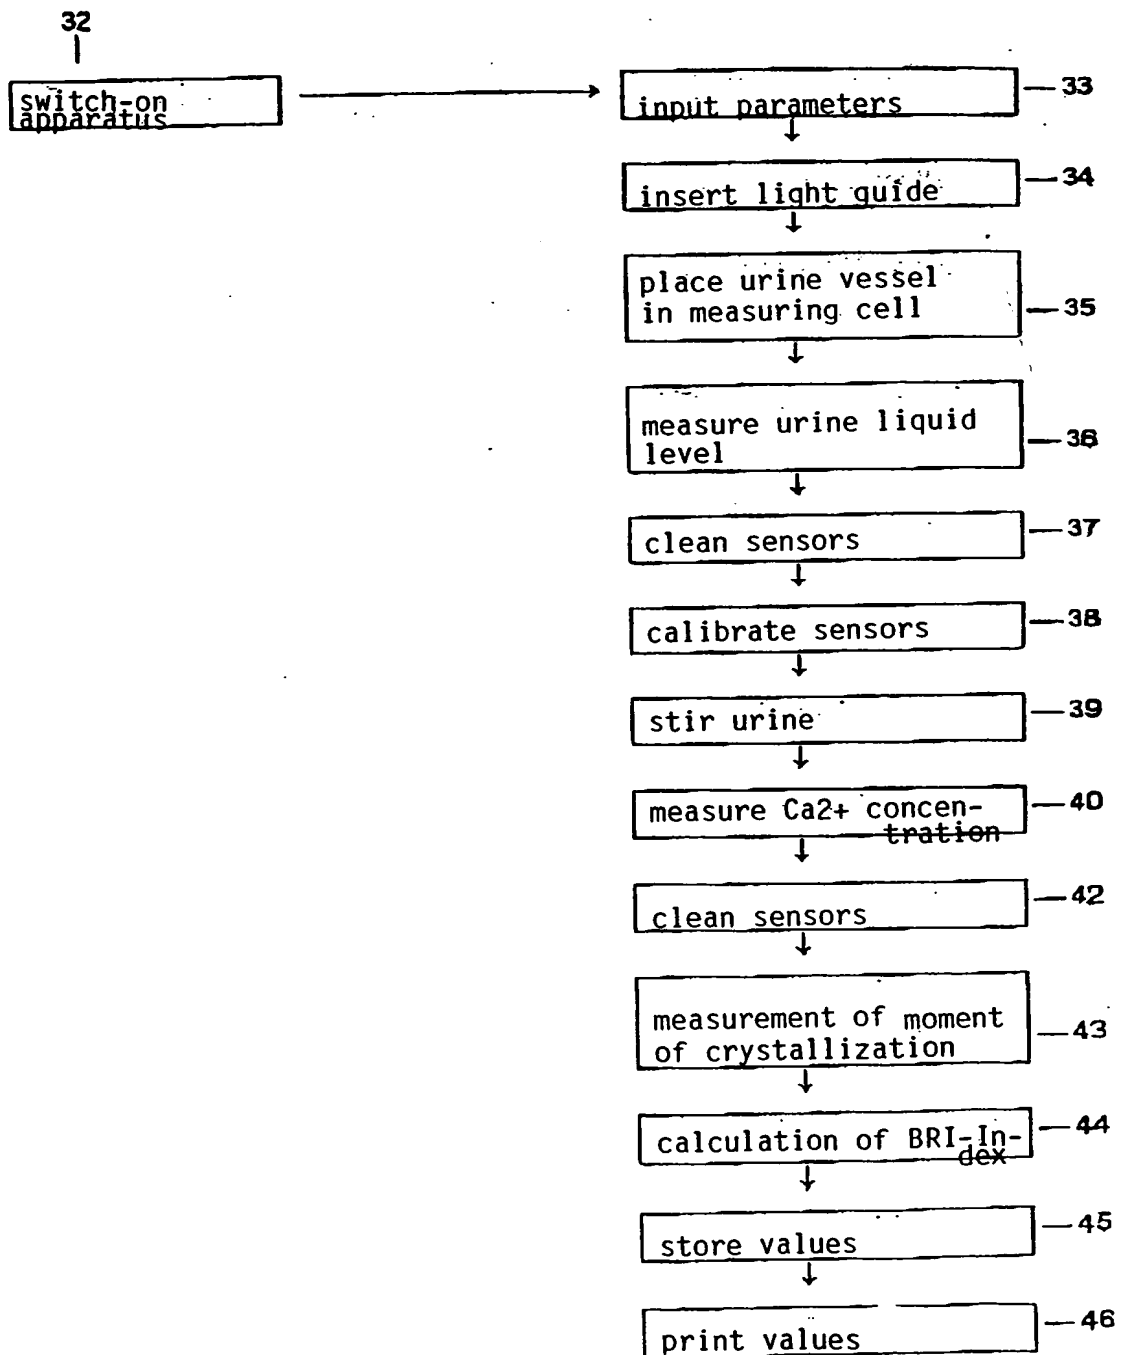 32
switch-on
apparatus
input parameters
33
insert light guide
34
place urine vessel
in measuring cell
35
measure urine liquid
level
36
clean sensors
37
calibrate sensors
38
stir urine
39
measure Ca2+ concen-
tration
40
clean sensors
42
measurement of moment
of crystallization
43
calculation of BRI-In-
dex
44
store values
45
print values
46